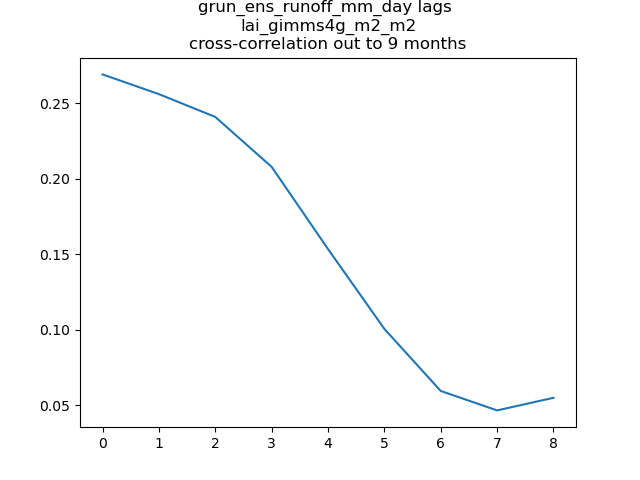 grun_ens_runoff_mm_day lags
lai_gimms4g_m2_m2
cross-correlation out to 9 months
0.25
0.20
0.15
0.10
0.05
0 1 2 3 4 5 6 7 8